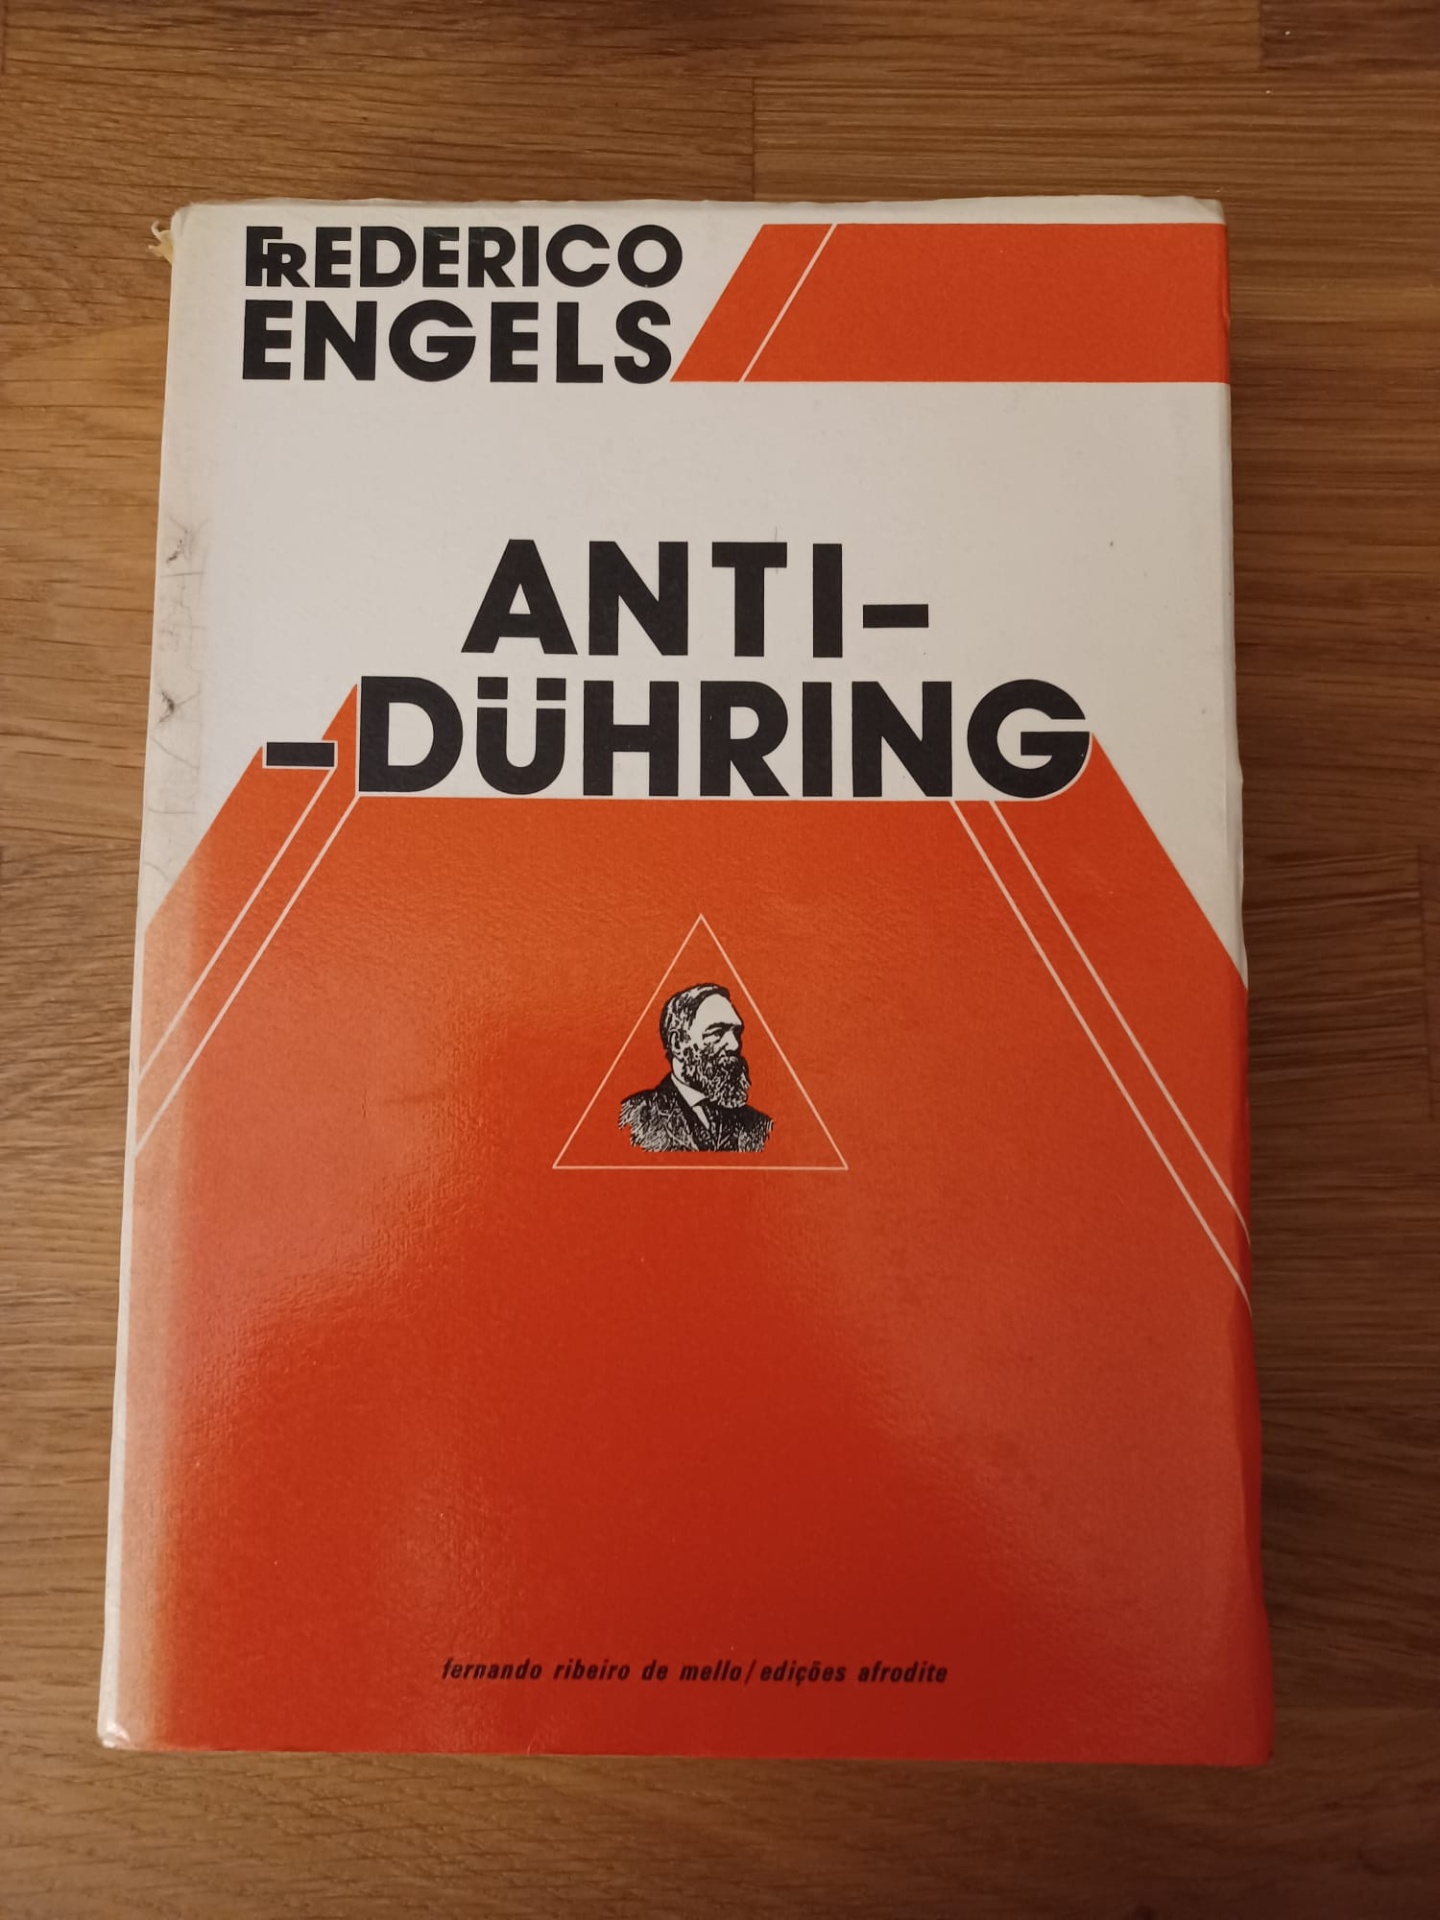 FREDERICO
ENGELS
ANTI-
-DÜHRING
fernando ribeiro de mello/edições afrodite